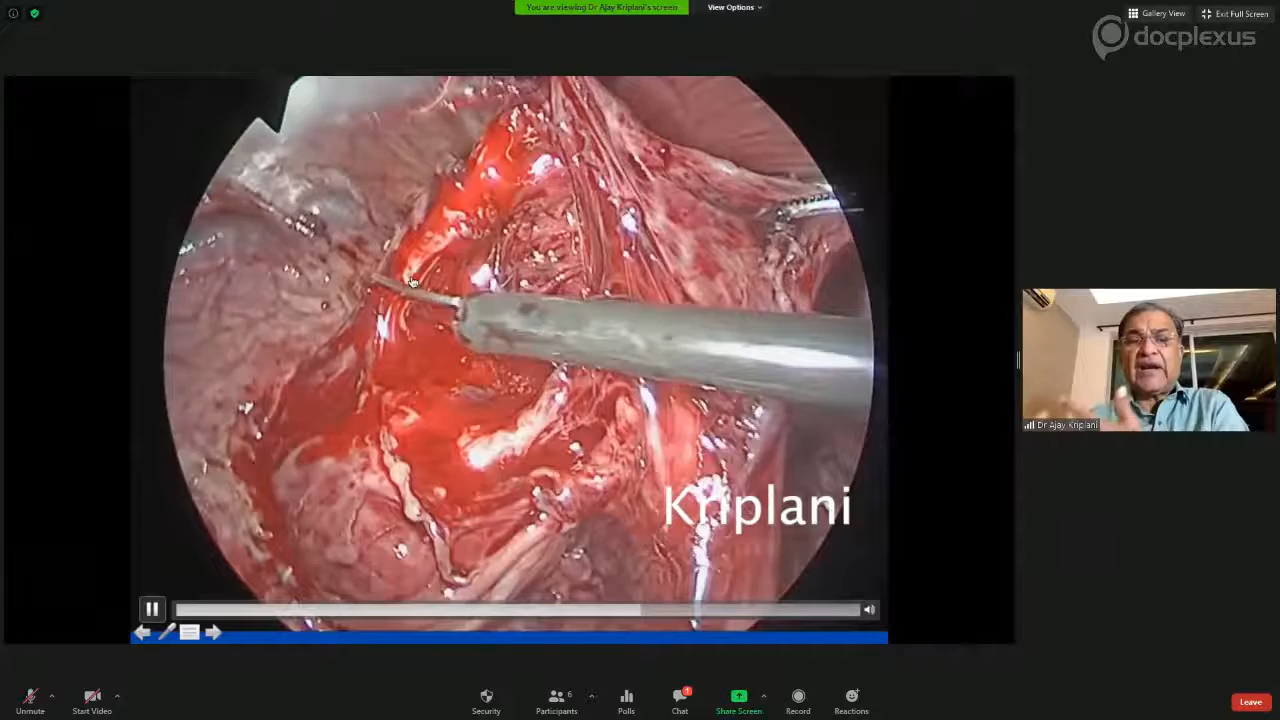 You are viewing Dr Ajay Kriplani's screen
View Options
Gallery View
Exit Full Screen
docplexus
Dr Ajay Kriplani
Kriplani
Unmute
Start Video
Security
Participants
6
Polls
Chat
1
Share Screen
Record
Reactions
Leave